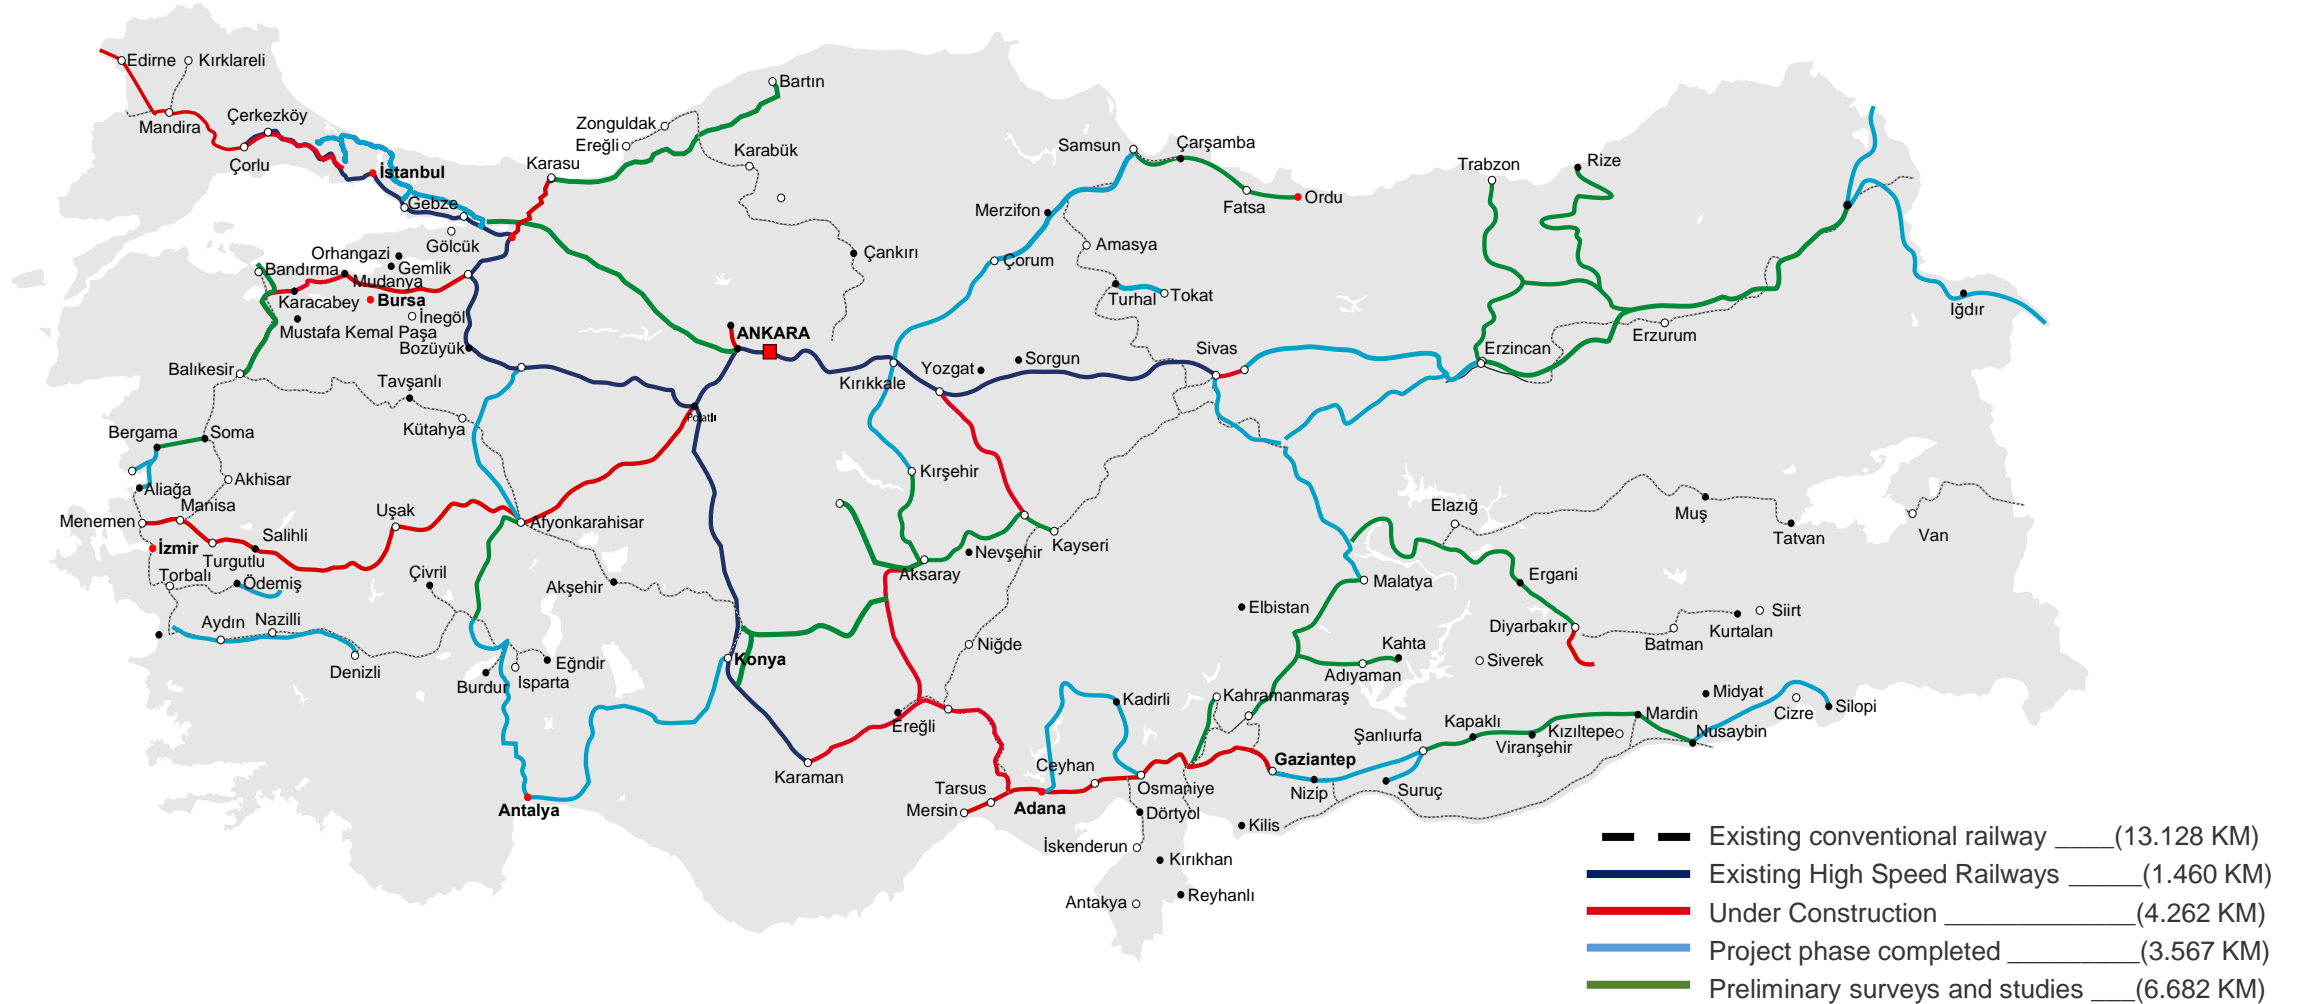 Edirne
Kırklareli
Bartın
Mandira
Çerkezköy
Zonguldak
Ereğli
Çorlu
İstanbul
Karasu
Karabük
Samsun
Çarşamba
Trabzon
Rize
Gebze
Merzifon
Fatsa
Ordu
Gölcük
Orhangazi
Gemlik
Bandırma
Mudanya
Çankırı
Amasya
Çorum
Karacabey
Bursa
Turhal
Tokat
Iğdır
İnegöl
Mustafa Kemal Paşa
Bozüyük
ANKARA
Erzurum
Erzincan
Sivas
Sorgun
Yozgat
Kırıkkale
Balıkesir
Tavşanlı
Polatlı
Kütahya
Bergama
Soma
Akhisar
Kırşehir
Aliağa
Manisa
Menemen
Uşak
Afyonkarahisar
Elazığ
Muş
Tatvan
Van
İzmir
Turgutlu
Salihli
Nevşehir
Kayseri
Aksaray
Torbalı
Ödemiş
Çivril
Akşehir
Malatya
Ergani
Elbistan
Aydın
Nazilli
Diyarbakır
Batman
Kurtalan
Siirt
Denizli
Burdur
Isparta
Eğndir
Konya
Niğde
Kahta
Adıyaman
Siverek
Kadirli
Kahramanmaraş
Midyat
Cizre
Silopi
Ereğli
Kapaklı
Mardin
Şanlıurfa
Viranşehir
Kızıltepe
Nusaybin
Karaman
Ceyhan
Gaziantep
Osmaniye
Nizip
Suruç
Tarsus
Mersin
Adana
Antalya
Dörtyol
Kilis
İskenderun
Kırıkhan
Antakya
Reyhanlı
Existing conventional railway ____(13.128 KM)
Existing High Speed Railways _____(1.460 KM)
Under Construction _____________(4.262 KM)
Project phase completed _________(3.567 KM)
Preliminary surveys and studies ___(6.682 KM)